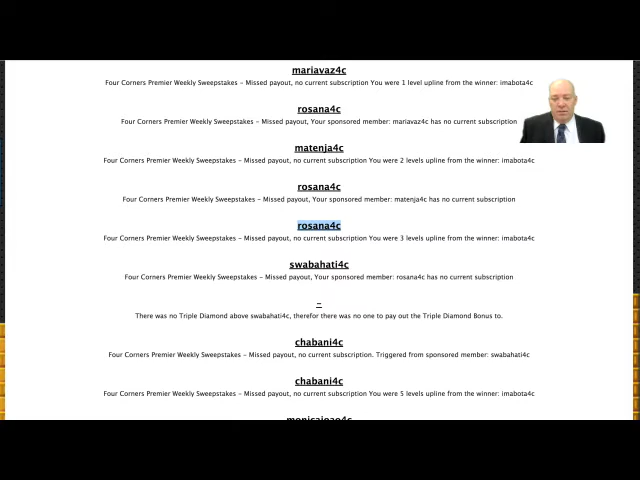 mariavaz4c
Four Corners Premier Weekly Sweepstakes - Missed payout, no current subscription You were 1 level upline from the winner: imabota4c
rosana4c
Four Corners Premier Weekly Sweepstakes - Missed payout, Your sponsored member: mariavaz4c has no current subscription
matenja4c
Four Corners Premier Weekly Sweepstakes - Missed payout, no current subscription You were 2 levels upline from the winner: imabota4c
rosana4c
Four Corners Premier Weekly Sweepstakes - Missed payout, Your sponsored member: matenja4c has no current subscription
rosana4c
Four Corners Premier Weekly Sweepstakes - Missed payout, no current subscription You were 3 levels upline from the winner: imabota4c
swabahati4c
Four Corners Premier Weekly Sweepstakes - Missed payout, Your sponsored member: rosana4c has no current subscription
-
There was no Triple Diamond above swabahati4c, therefor there was no one to pay out the Triple Diamond Bonus to.
chabani4c
Four Corners Premier Weekly Sweepstakes - Missed payout, no current subscription. Triggered from sponsored member: swabahati4c
chabani4c
Four Corners Premier Weekly Sweepstakes - Missed payout, no current subscription You were 5 levels upline from the winner: imabota4c